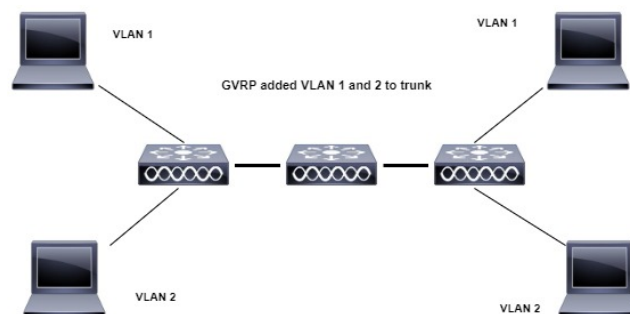 VLAN 1
VLAN 1
GVRP added VLAN 1 and 2 to trunk
VLAN 2
VLAN 2